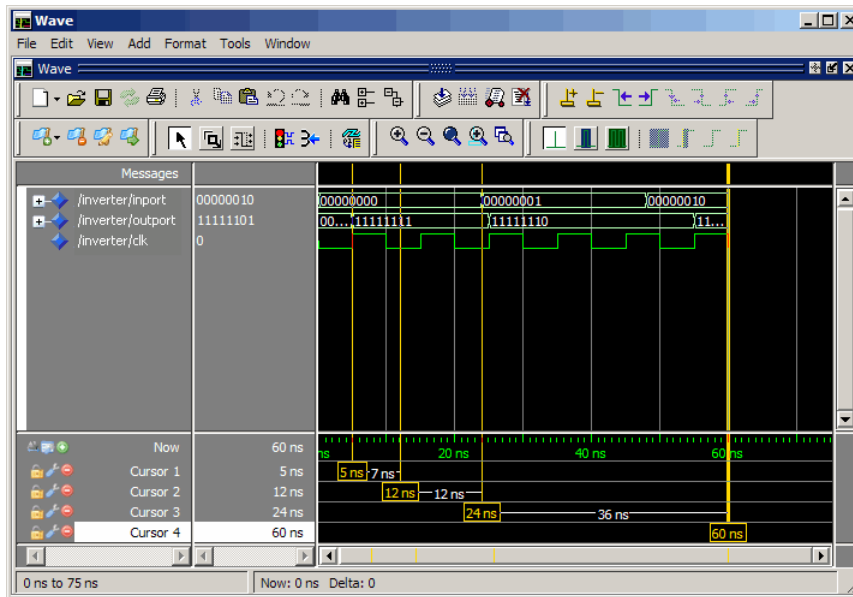 Wave
File Edit View Add Format Tools Window
Wave
Messages
/inverter/inport 00000010 00000000 00000001 00000010
/inverter/outport 11111101 00... 11111111 11111110 11...
/inverter/clk 0
Now 60 ns ns 20 ns 40 ns 60 ns
Cursor 1 5 ns 5 ns 7 ns
Cursor 2 12 ns 12 ns 12 ns
Cursor 3 24 ns 24 ns 36 ns
Cursor 4 60 ns 60 ns
0 ns to 75 ns Now: 0 ns Delta: 0